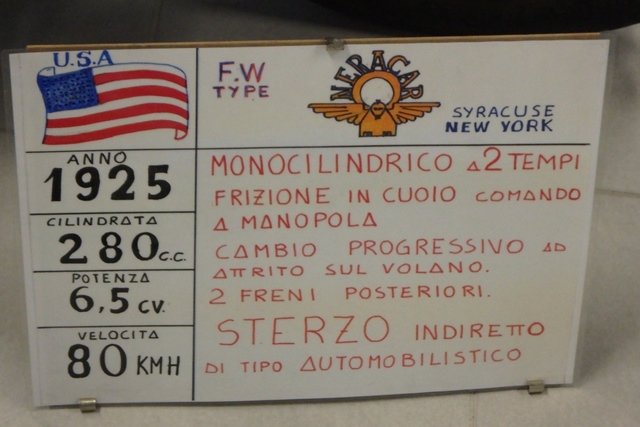 U.S.A
F.W
TYPE
NERACAR
SYRACUSE
NEW YORK
ANNO
1925
CILINDRATA
280 C.C.
POTENZA
6,5 CV.
VELOCITA
80 KMH
MONOCILINDRICO A 2 TEMPI
FRIZIONE IN CUOIO COMANDO
A MANOPOLA
CAMBIO PROGRESSIVO AD
ATTRITO SUL VOLANO.
2 FRENI POSTERIORI.
STERZO INDIRETTO
DI TIPO AUTOMOBILISTICO